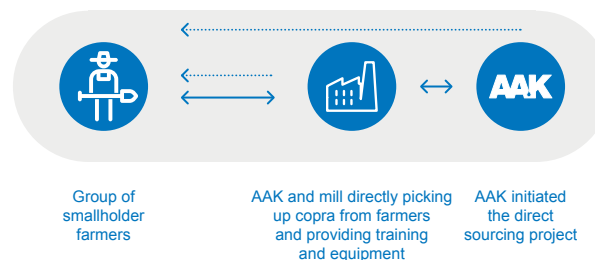 AAK
Group of
smallholder
farmers
AAK and mill directly picking
up copra from farmers
and providing training
and equipment
AAK initiated
the direct
sourcing project